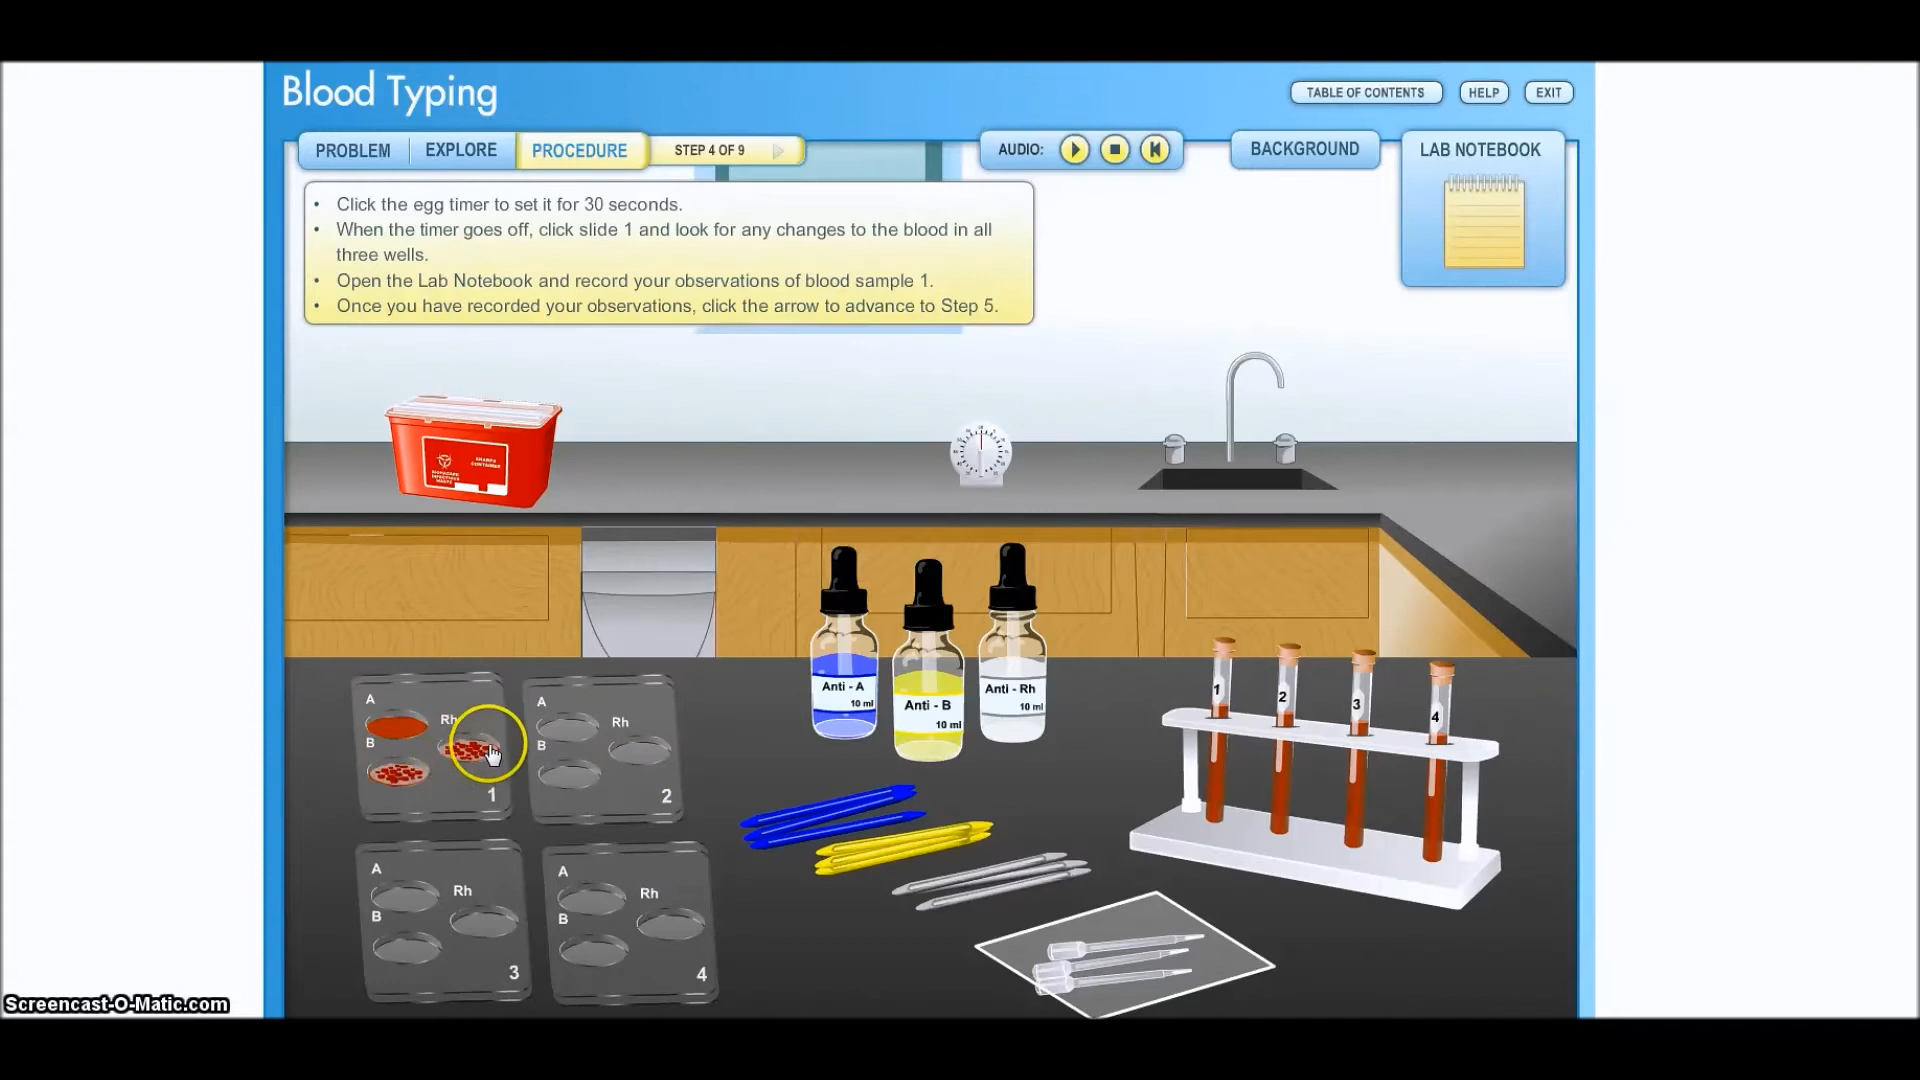 Blood Typing
TABLE OF CONTENTS
HELP
EXIT
PROBLEM
EXPLORE
PROCEDURE
STEP 4 OF 9
AUDIO:
BACKGROUND
LAB NOTEBOOK
• Click the egg timer to set it for 30 seconds.
• When the timer goes off, click slide 1 and look for any changes to the blood in all
three wells.
• Open the Lab Notebook and record your observations of blood sample 1.
• Once you have recorded your observations, click the arrow to advance to Step 5.
SHARPS
CONTAINER
BIOHAZARD
INFECTIOUS
WASTE
Anti - A
10 ml
Anti - B
10 ml
Anti - Rh
10 ml
1
2
3
4
A
Rh
B
1
A
Rh
B
2
A
Rh
B
3
A
Rh
B
4
Screencast-O-Matic.com